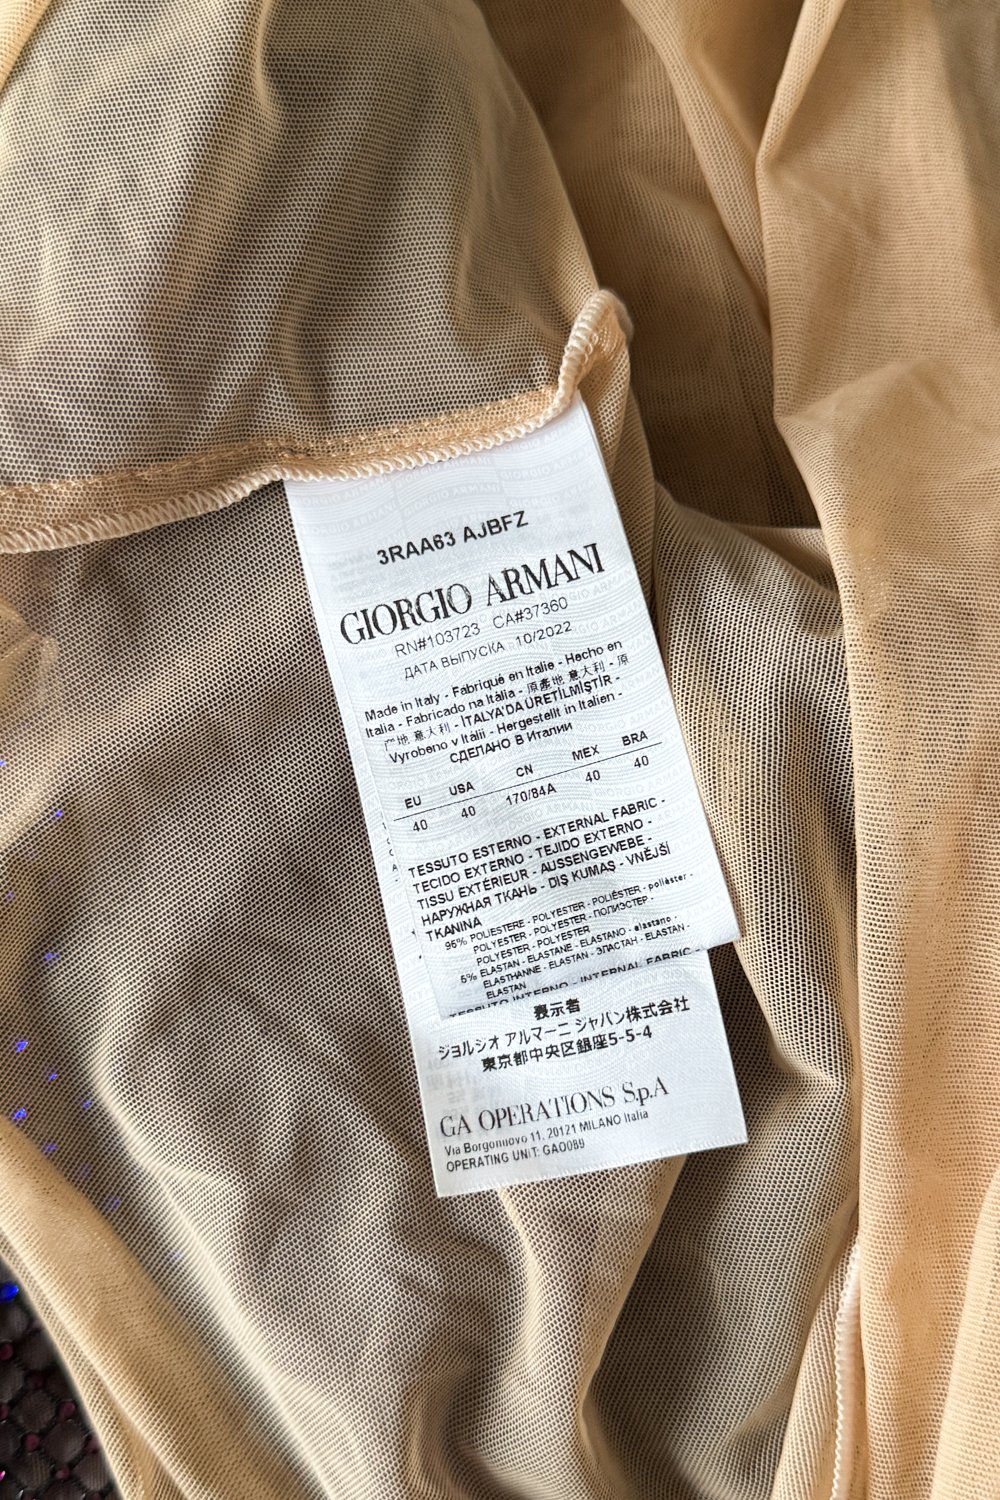 3RAA63 AJBFZ
GIORGIO ARMANI
RN#103723 CA#37360
ДАТА ВЫПУСКА 10/2022
Made in Italy - Fabriqué en Italie - Hecho en
Italia - Fabricado na Itália - 原產地 意大利 - 原
产地 意大利 - İTALYA'DA ÜRETİLMİŞTİR -
Vyrobeno v Itálii - Hergestellt in Italien -
СДЕЛАНО В Италии
EU USA CN MEX BRA
40 40 170/84A 40 40
TESSUTO ESTERNO - EXTERNAL FABRIC -
TECIDO EXTERNO - TEJIDO EXTERNO -
TISSU EXTÉRIEUR - AUSSENGEWEBE -
НАРУЖНАЯ ТКАНЬ - DIŞ KUMAŞ - VNĚJŠÍ
TKANINA
95% POLIESTERE - POLYESTER - POLIÉSTER - poliéster -
POLYESTER - POLYESTER - ПОЛИЭСТЕР -
POLYESTER - POLYESTER
5% ELASTAN - ELASTANE - ELASTANO - elastano -
ELASTHANNE - ELASTAN - ЭЛАСТАН - ELASTAN -
ELASTAN
TESSUTO INTERNO - INTERNAL FABRIC -
表示者
ジョルジオ アルマーニ ジャパン株式会社
東京都中央区銀座5-5-4
GA OPERATIONS S.p.A
Via Borgonuovo 11, 20121 MILANO Italia
OPERATING UNIT: GAO089